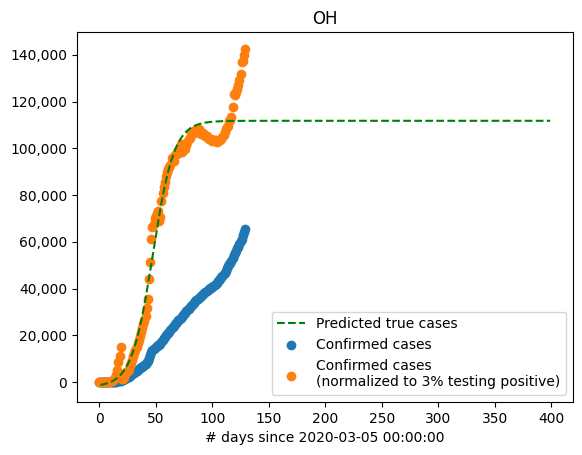 OH
140,000
120,000
100,000
80,000
60,000
40,000
20,000
0
Predicted true cases
Confirmed cases
Confirmed cases
(normalized to 3% testing positive)
0 50 100 150 200 250 300 350 400
# days since 2020-03-05 00:00:00